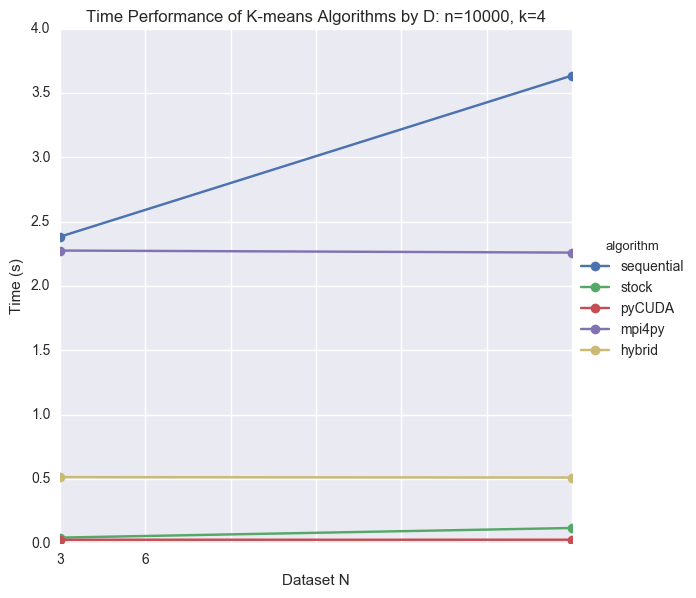 Time Performance of K-means Algorithms by D: n=10000, k=4
4.0
3.5
3.0
2.5
2.0
1.5
1.0
0.5
0.0
Time (s)
3 6
Dataset N
algorithm
sequential
stock
pyCUDA
mpi4py
hybrid